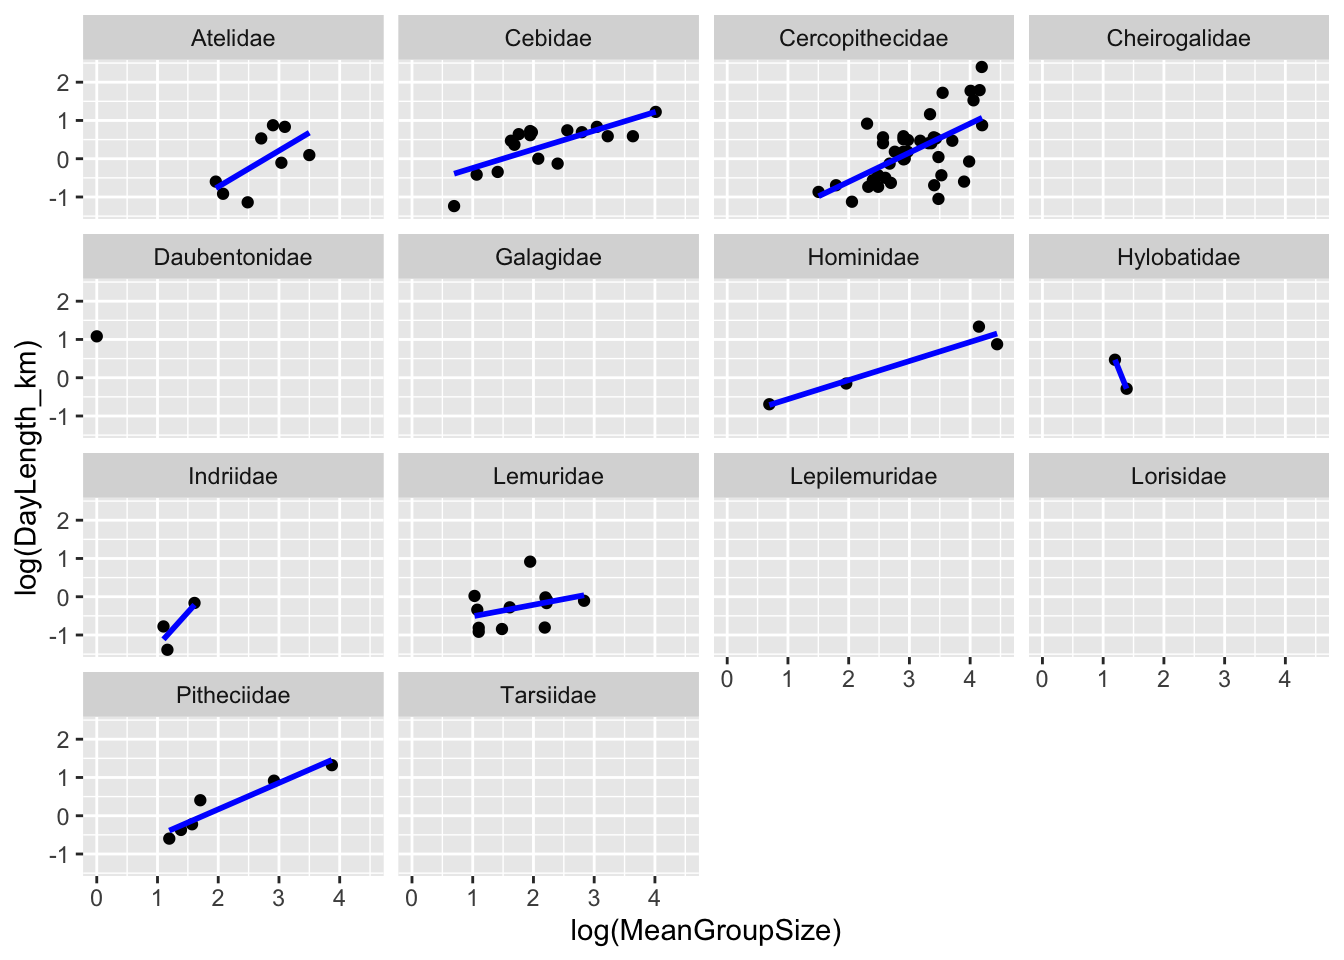 Atelidae Cebidae Cercopithecidae Cheirogalidae
2
1
0
-1
Daubentonidae Galagidae Hominidae Hylobatidae
2
1
0
-1
Indriidae Lemuridae Lepilemuridae Lorisidae
2
1
0
-1
0 1 2 3 4 0 1 2 3 4
Pitheciidae Tarsiidae
2
1
0
-1
0 1 2 3 4 0 1 2 3 4
log(MeanGroupSize)
log(DayLength_km)